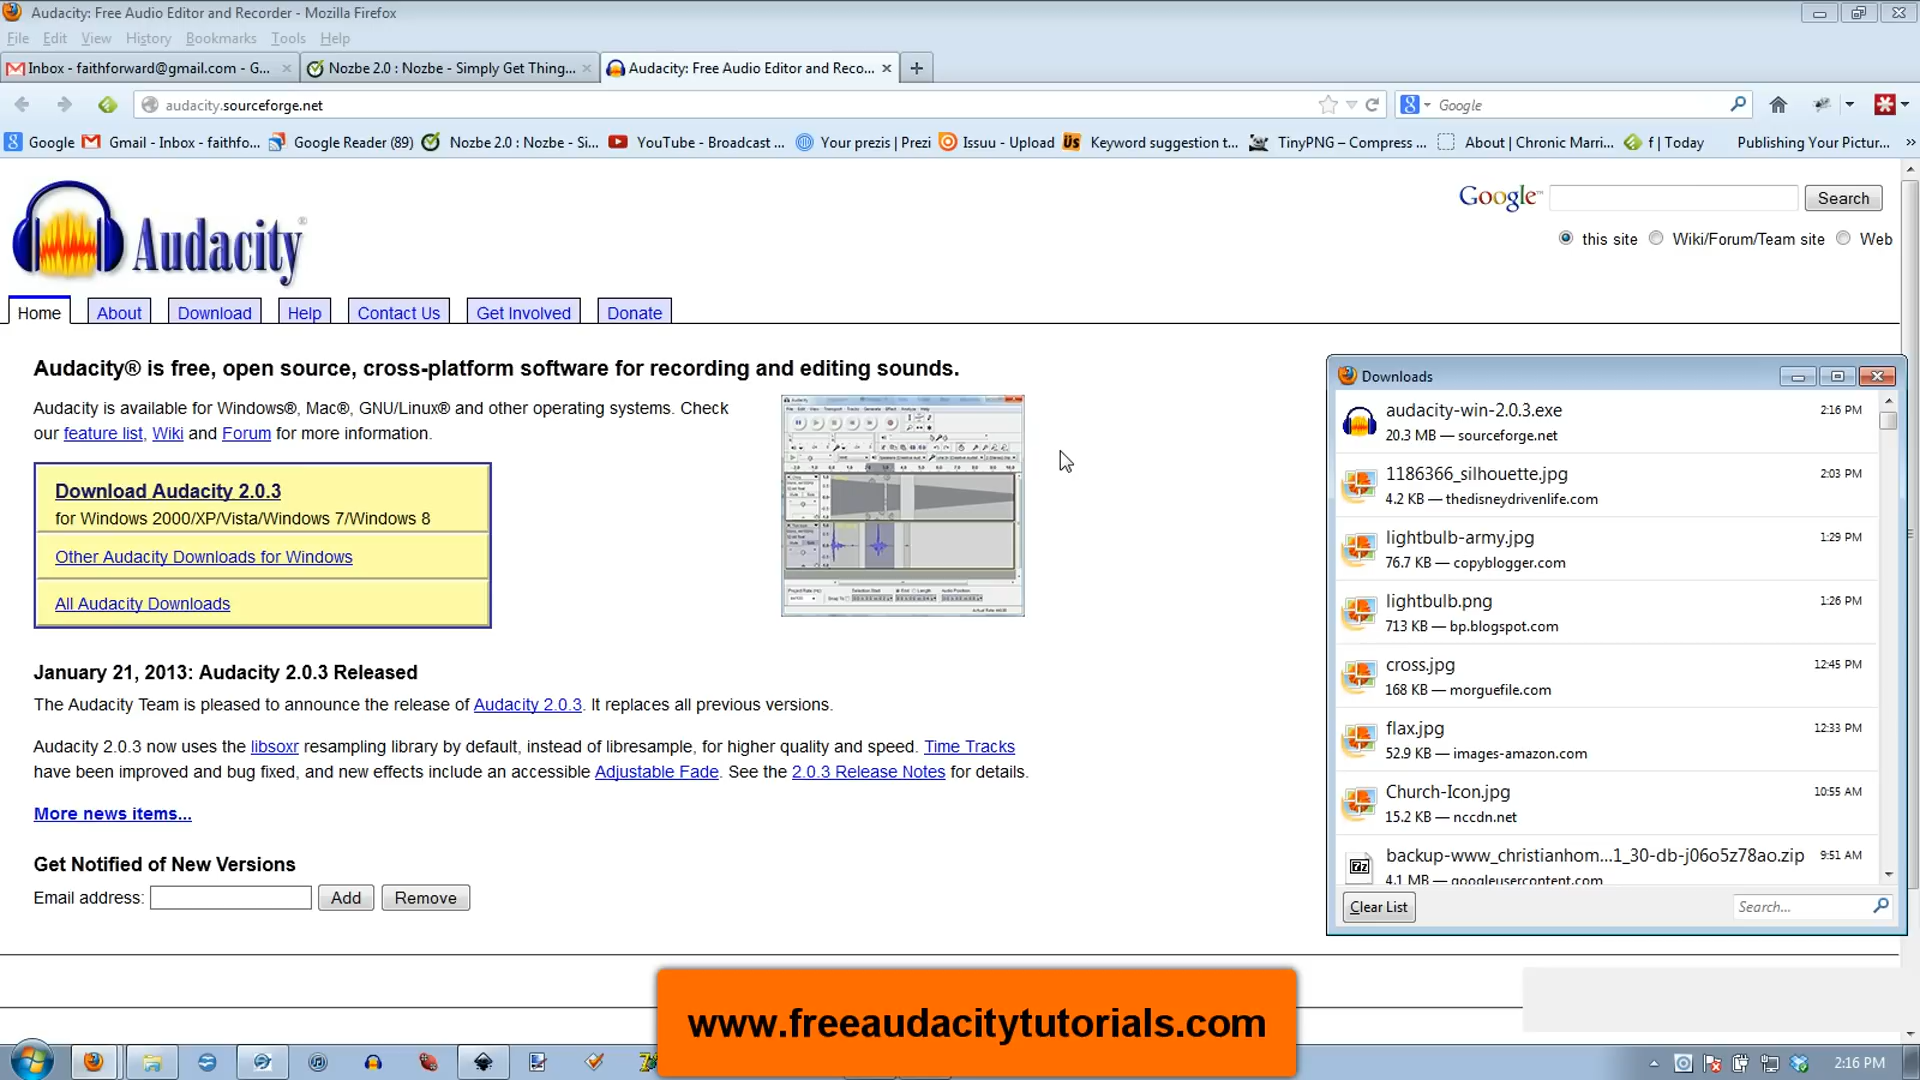 Audacity: Free Audio Editor and Recorder - Mozilla Firefox
File Edit View History Bookmarks Tools Help
Inbox - faithforward@gmail.com - G... Nozbe 2.0 : Nozbe - Simply Get Thing... Audacity: Free Audio Editor and Reco...
audacity.sourceforge.net Google
Google Gmail - Inbox - faithfo... Google Reader (89) Nozbe 2.0 : Nozbe - Si... YouTube - Broadcast ... Your prezis | Prezi Issuu - Upload Keyword suggestion t... TinyPNG – Compress ... About | Chronic Marri... f | Today Publishing Your Pictur... »
Audacity®
Google™ Search
this site Wiki/Forum/Team site Web
Home About Download Help Contact Us Get Involved Donate
Audacity® is free, open source, cross-platform software for recording and editing sounds.
Audacity is available for Windows®, Mac®, GNU/Linux® and other operating systems. Check
our feature list, Wiki and Forum for more information.
Download Audacity 2.0.3
for Windows 2000/XP/Vista/Windows 7/Windows 8
Other Audacity Downloads for Windows
All Audacity Downloads
January 21, 2013: Audacity 2.0.3 Released
The Audacity Team is pleased to announce the release of Audacity 2.0.3. It replaces all previous versions.
Audacity 2.0.3 now uses the libsoxr resampling library by default, instead of libresample, for higher quality and speed. Time Tracks
have been improved and bug fixed, and new effects include an accessible Adjustable Fade. See the 2.0.3 Release Notes for details.
More news items...
Get Notified of New Versions
Email address: Add Remove
Downloads
audacity-win-2.0.3.exe 2:16 PM
20.3 MB — sourceforge.net
1186366_silhouette.jpg 2:03 PM
4.2 KB — thedisneydrivenlife.com
lightbulb-army.jpg 1:29 PM
76.7 KB — copyblogger.com
lightbulb.png 1:26 PM
713 KB — bp.blogspot.com
cross.jpg 12:45 PM
168 KB — morguefile.com
flax.jpg 12:33 PM
52.9 KB — images-amazon.com
Church-Icon.jpg 10:55 AM
15.2 KB — nccdn.net
backup-www_christianhom...1_30-db-j06o5z78ao.zip 9:51 AM
4.1 MB — googleusercontent.com
Clear List Search...
www.freeaudacitytutorials.com
2:16 PM